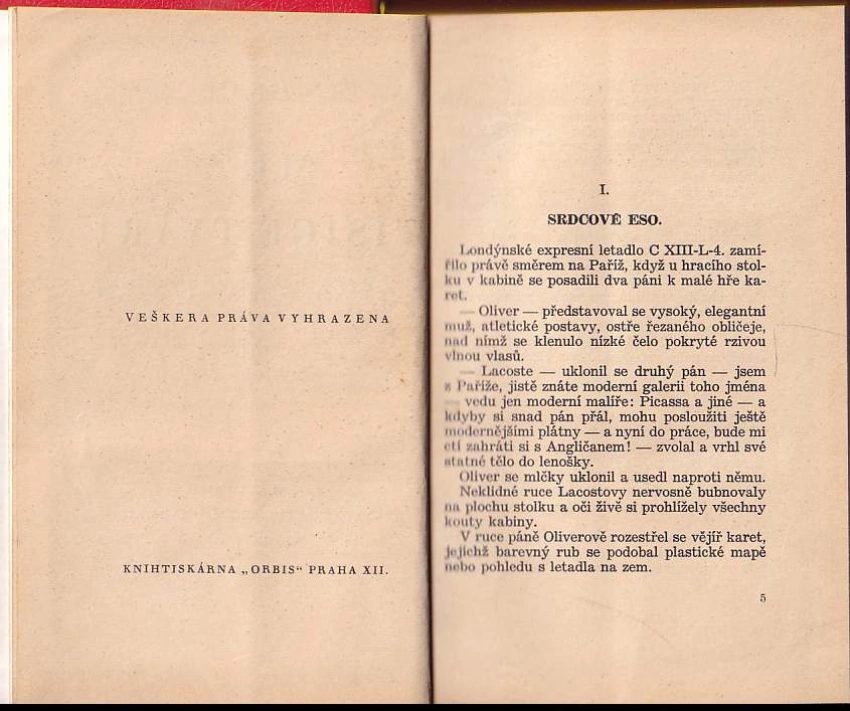 VEŠKERA PRÁVA VYHRAZENA
KNIHTISKÁRNA „ORBIS“ PRAHA XII.
I.
SRDCOVÉ ESO.
Londýnské expresní letadlo C XIII-L-4. zamí-
řilo právě směrem na Paříž, když u hracího stol-
ku v kabině se posadili dva páni k malé hře ka-
ret.
— Oliver — představoval se vysoký, elegantní
muž, atletické postavy, ostře řezaného obličeje,
nad nímž se klenulo nízké čelo pokryté rzivou
vlnou vlasů.
— Lacoste — uklonil se druhý pán — jsem
z Paříže, jistě znáte moderní galerii toho jména
— vedu jen moderní malíře: Picassa a jiné — a
kdyby si snad pán přál, mohu posloužiti ještě
modernějšími plátny — a nyní do práce, bude mi
ctí zahráti si s Angličanem! — zvolal a vrhl své
statné tělo do lenošky.
Oliver se mlčky uklonil a usedl naproti němu.
Neklidné ruce Lacostovy nervosně bubnovaly
na plochu stolku a oči živě si prohlížely všechny
kouty kabiny.
V ruce páně Oliverově rozestřel se vějíř karet,
jejichž barevný rub se podobal plastické mapě
nebo pohledu s letadla na zem.
5